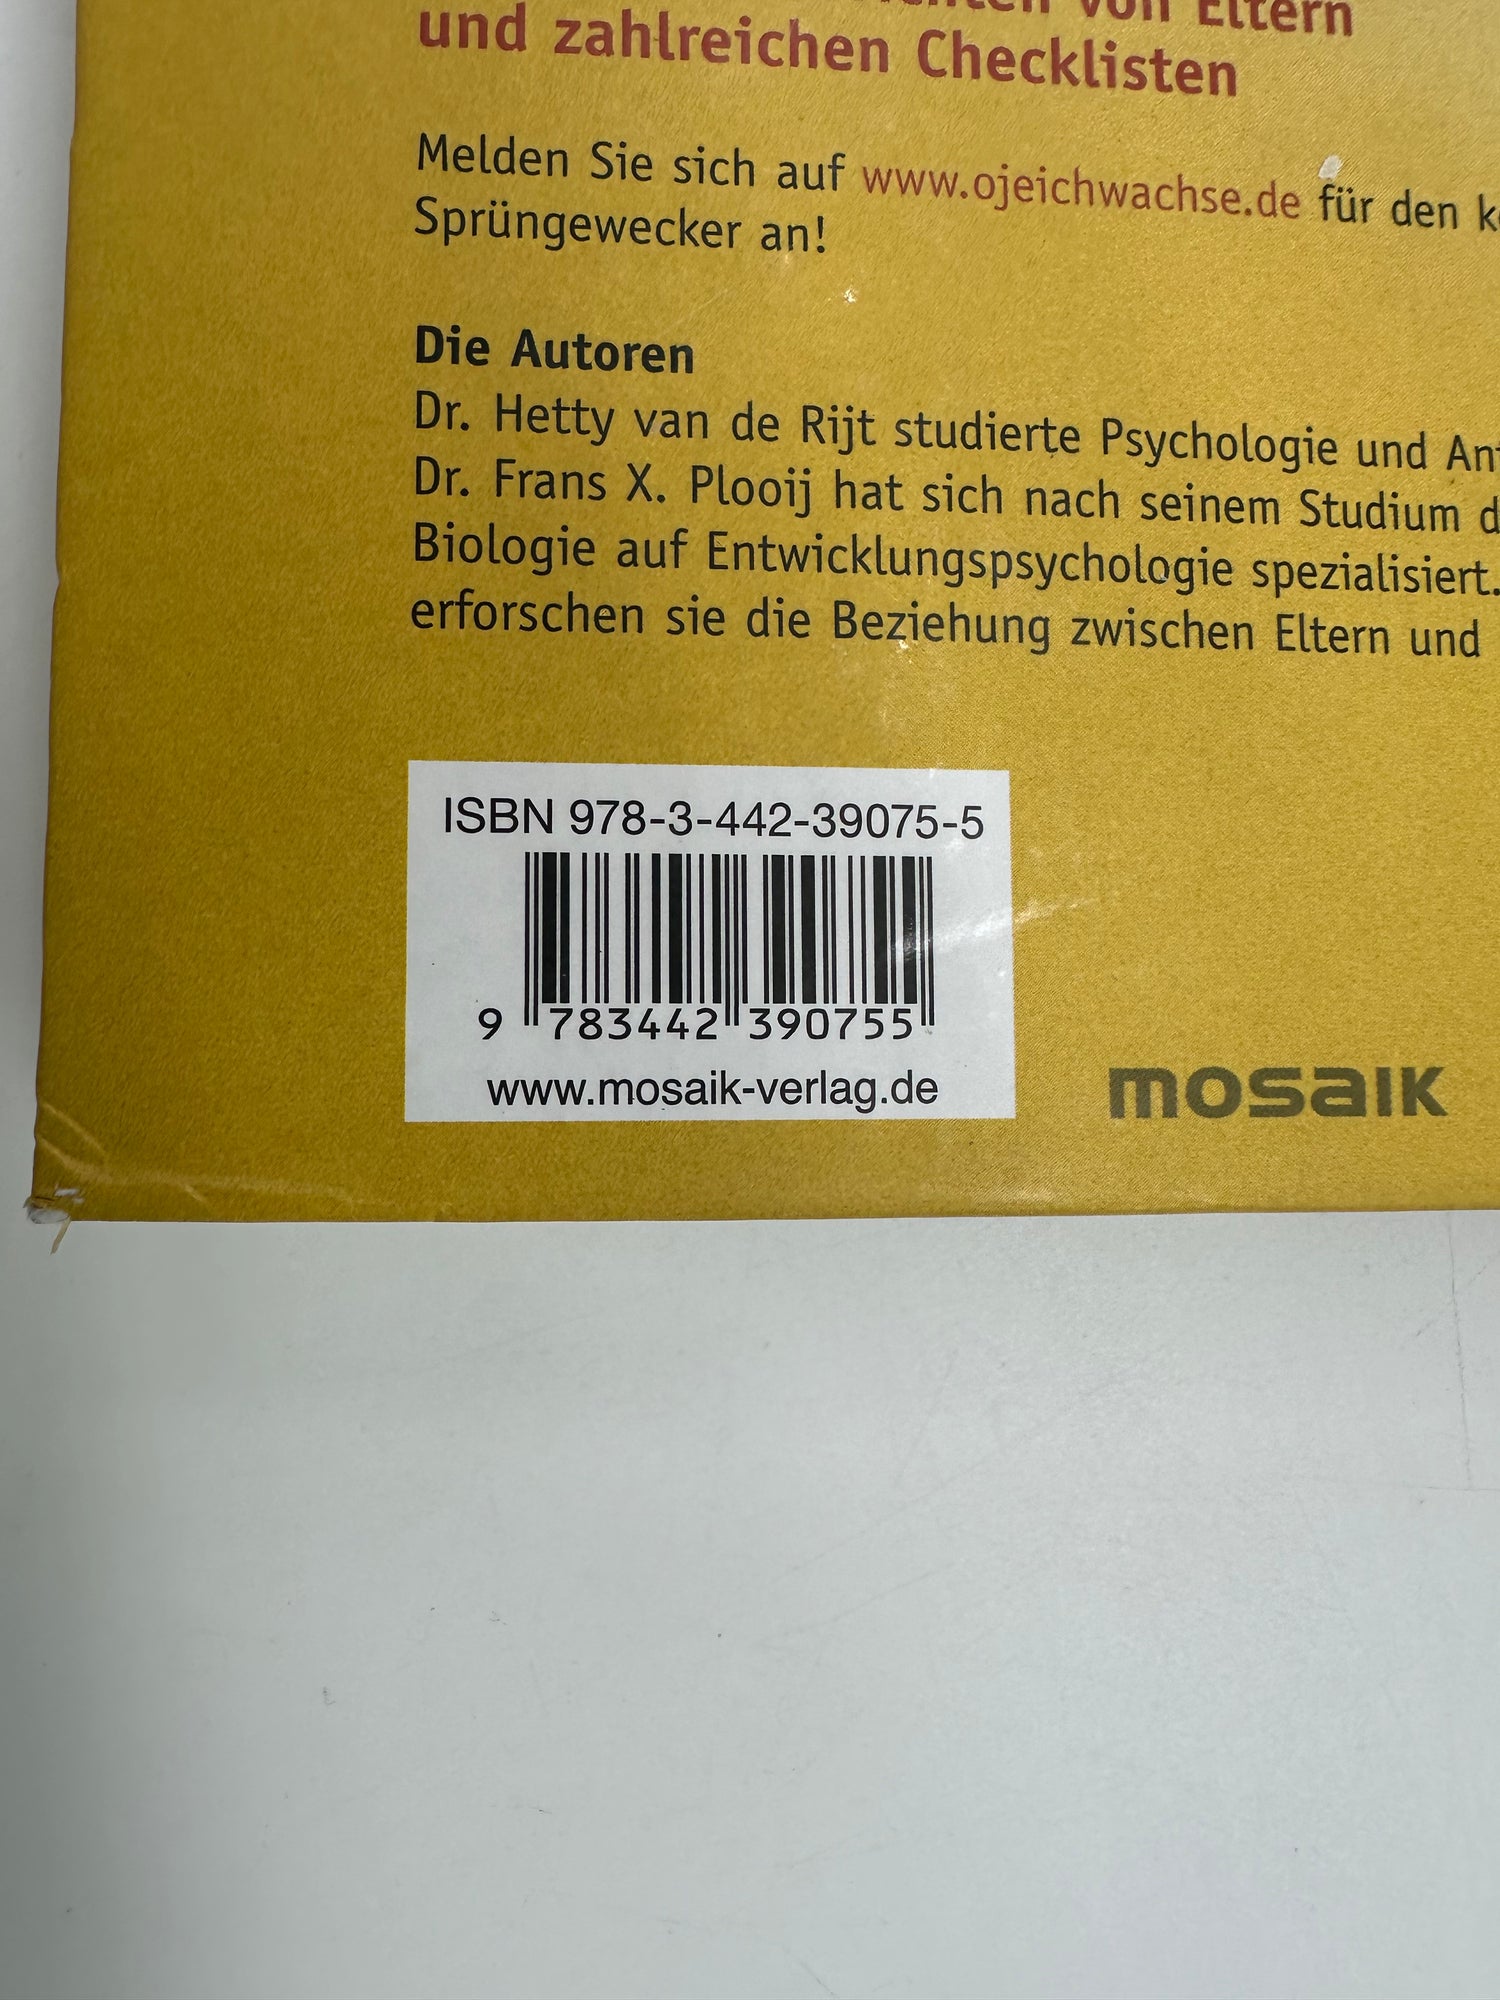 von Eltern
und zahlreichen Checklisten
Melden Sie sich auf www.ojeichwachse.de für den
Sprüngewecker an!
Die Autoren
Dr. Hetty van de Rijt studierte Psychologie und
Dr. Frans X. Plooij hat sich nach seinem Studium
Biologie auf Entwicklungspsychologie spezialisiert.
erforschen sie die Beziehung zwischen Eltern und
ISBN 978-3-442-39075-5
9 783442 390755
www.mosaik-verlag.de
mosaik